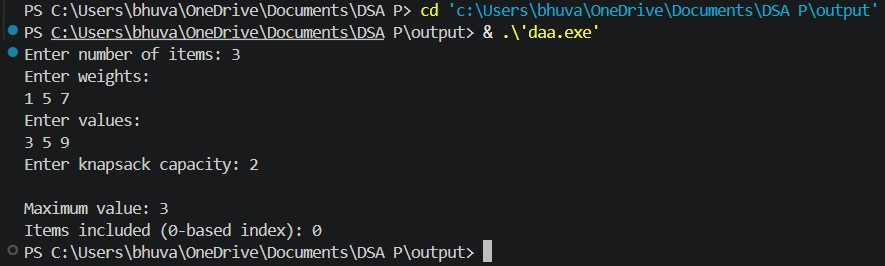 PS C:\Users\bhuva\OneDrive\Documents\DSA P> cd 'c:\Users\bhuva\OneDrive\Documents\DSA P\output'
PS C:\Users\bhuva\OneDrive\Documents\DSA P\output> & .\'daa.exe'
Enter number of items: 3
Enter weights:
1 5 7
Enter values:
3 5 9
Enter knapsack capacity: 2
Maximum value: 3
Items included (0-based index): 0
PS C:\Users\bhuva\OneDrive\Documents\DSA P\output>